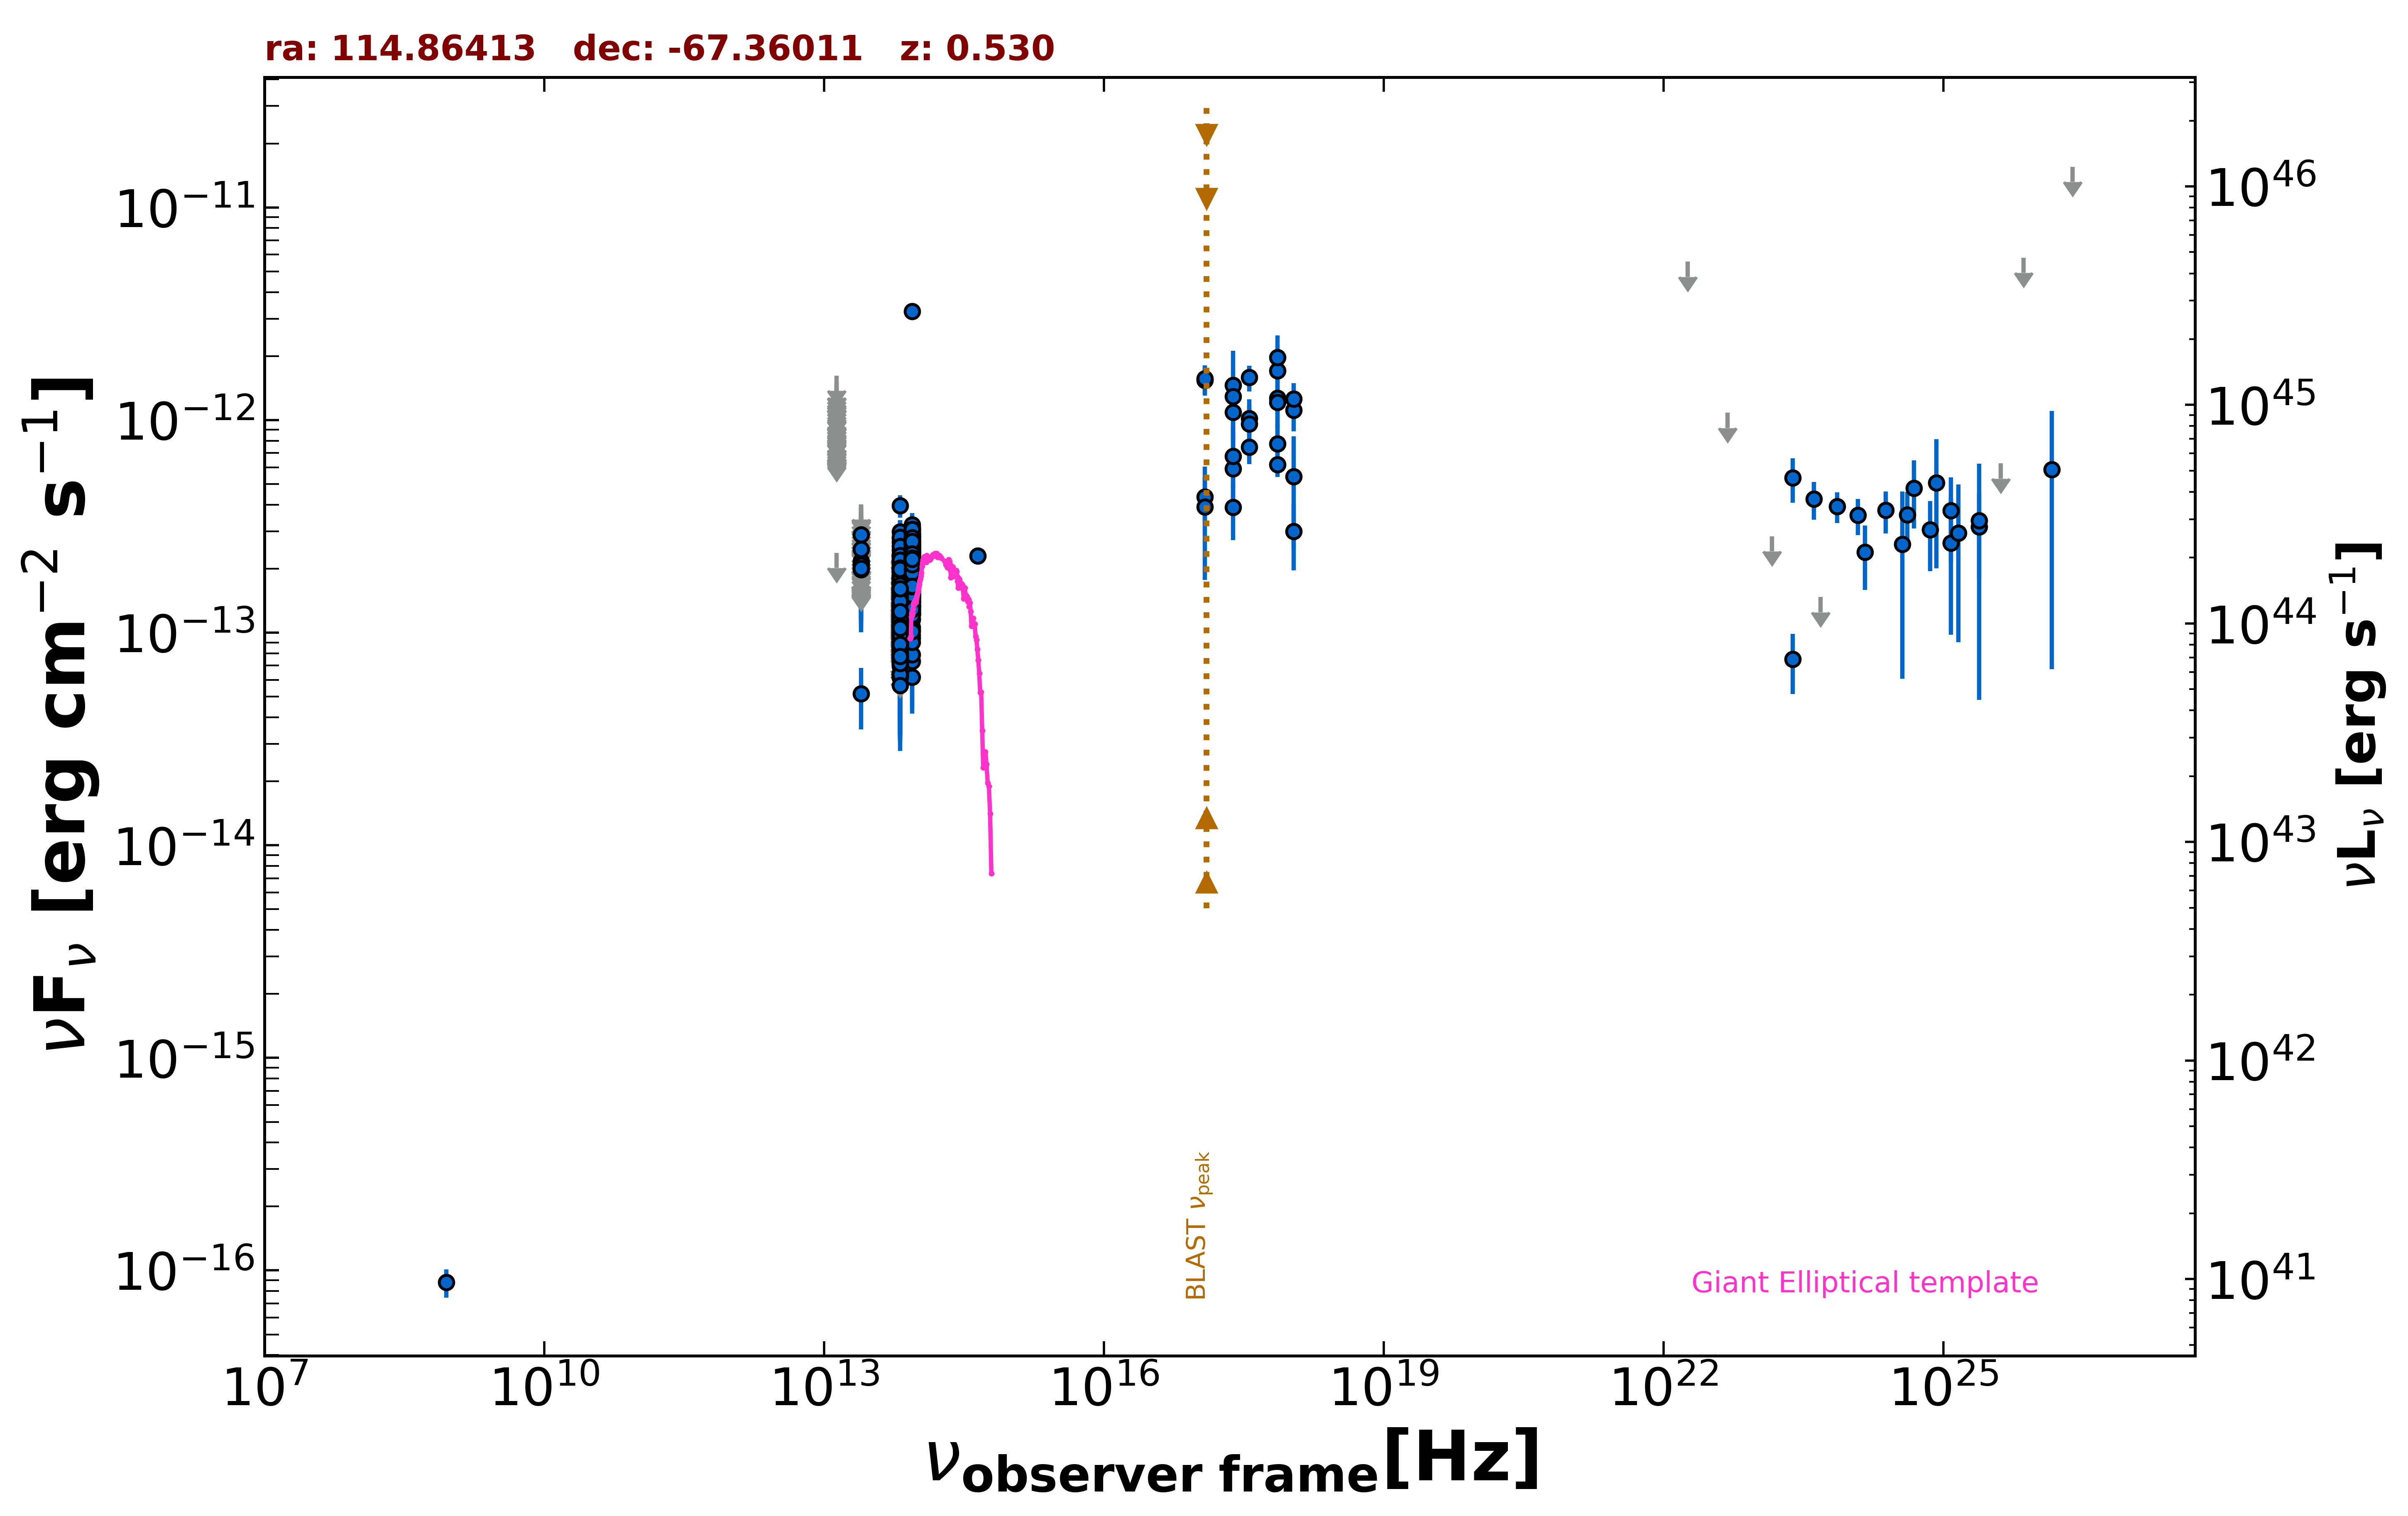 ra: 114.86413 dec: -67.36011 z: 0.530
νFν [erg cm−2 s−1]
10−11
10−12
10−13
10−14
10−15
10−16
1046
1045
1044
1043
1042
1041
νLν [erg s−1]
BLAST νpeak
Giant Elliptical template
107 1010 1013 1016 1019 1022 1025
νobserver frame[Hz]